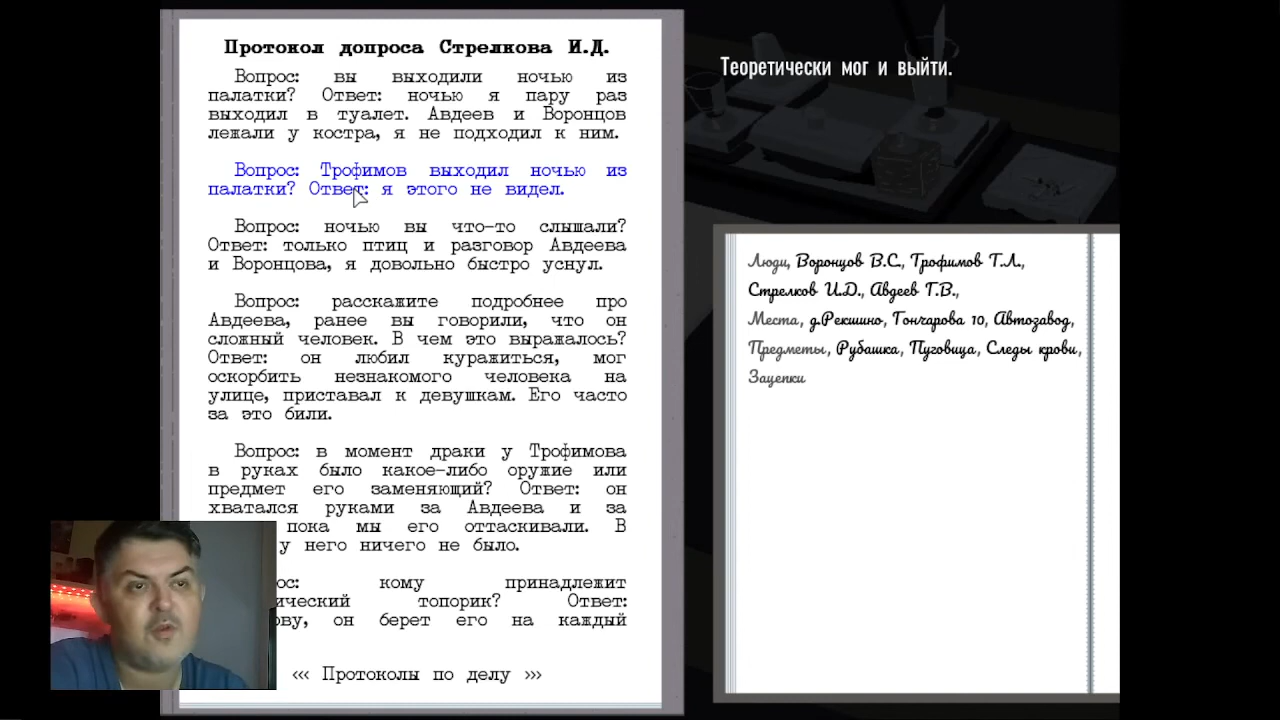 Протокол допроса Стрелкова И.Д.
Вопрос: вы выходили ночью из
палатки? Ответ: ночью я пару раз
выходил в туалет. Авдеев и Воронцов
лежали у костра, я не подходил к ним.
Вопрос: Трофимов выходил ночью из
палатки? Ответ: я этого не видел.
Вопрос: ночью вы что-то слышали?
Ответ: только птиц и разговор Авдеева
и Воронцова, я довольно быстро уснул.
Вопрос: расскажите подробнее про
Авдеева, ранее вы говорили, что он
сложный человек. В чем это выражалось?
Ответ: он любил куражиться, мог
оскорбить незнакомого человека на
улице, приставал к девушкам. Его часто
за это били.
Вопрос: в момент драки у Трофимова
в руках было какое-либо оружие или
предмет его заменяющий? Ответ: он
хватался руками за Авдеева и за
пока мы его оттаскивали. В
у него ничего не было.
кому принадлежит
топорик? Ответ:
он берет его на каждый
‹‹‹ Протоколы по делу ›››
Теоретически мог и выйти.
Люди, Воронцов В.С., Трофимов Т.Л.,
Стрелков И.Д., Авдеев Г.В.,
Места, д.Рекшино, Гончарова 10, Автозавод,
Предметы, Рубашка, Пуговица, Следы крови,
Зацепки